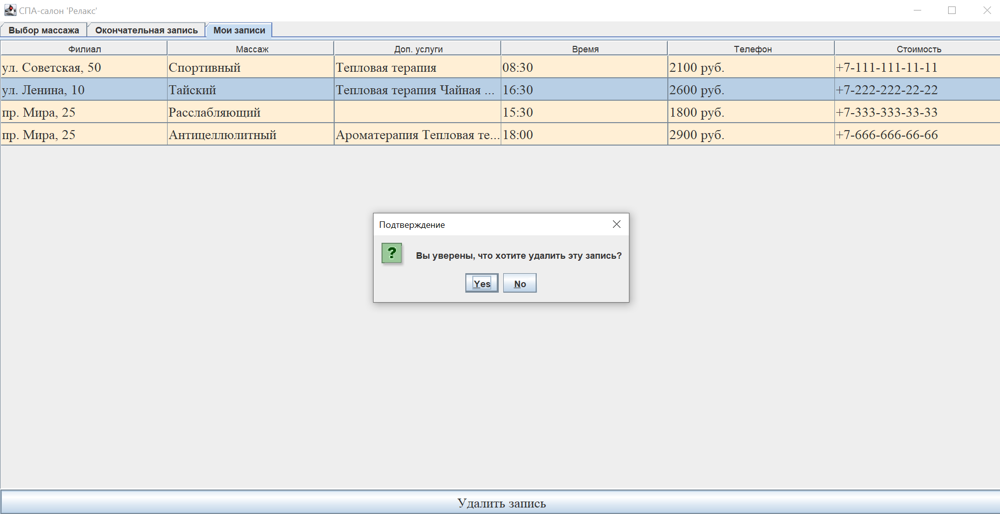 СПА-салон 'Релакс'
Выбор массажа Окончательная запись Мои записи
Филиал Массаж Доп. услуги Время Телефон Стоимость
ул. Советская, 50 Спортивный Тепловая терапия 08:30 2100 руб. +7-111-111-11-11
ул. Ленина, 10 Тайский Тепловая терапия Чайная ... 16:30 2600 руб. +7-222-222-22-22
пр. Мира, 25 Расслабляющий 15:30 1800 руб. +7-333-333-33-33
пр. Мира, 25 Антицеллюлитный Ароматерапия Тепловая те... 18:00 2900 руб. +7-666-666-66-66
Подтверждение
?
Вы уверены, что хотите удалить эту запись?
Yes No
Удалить запись